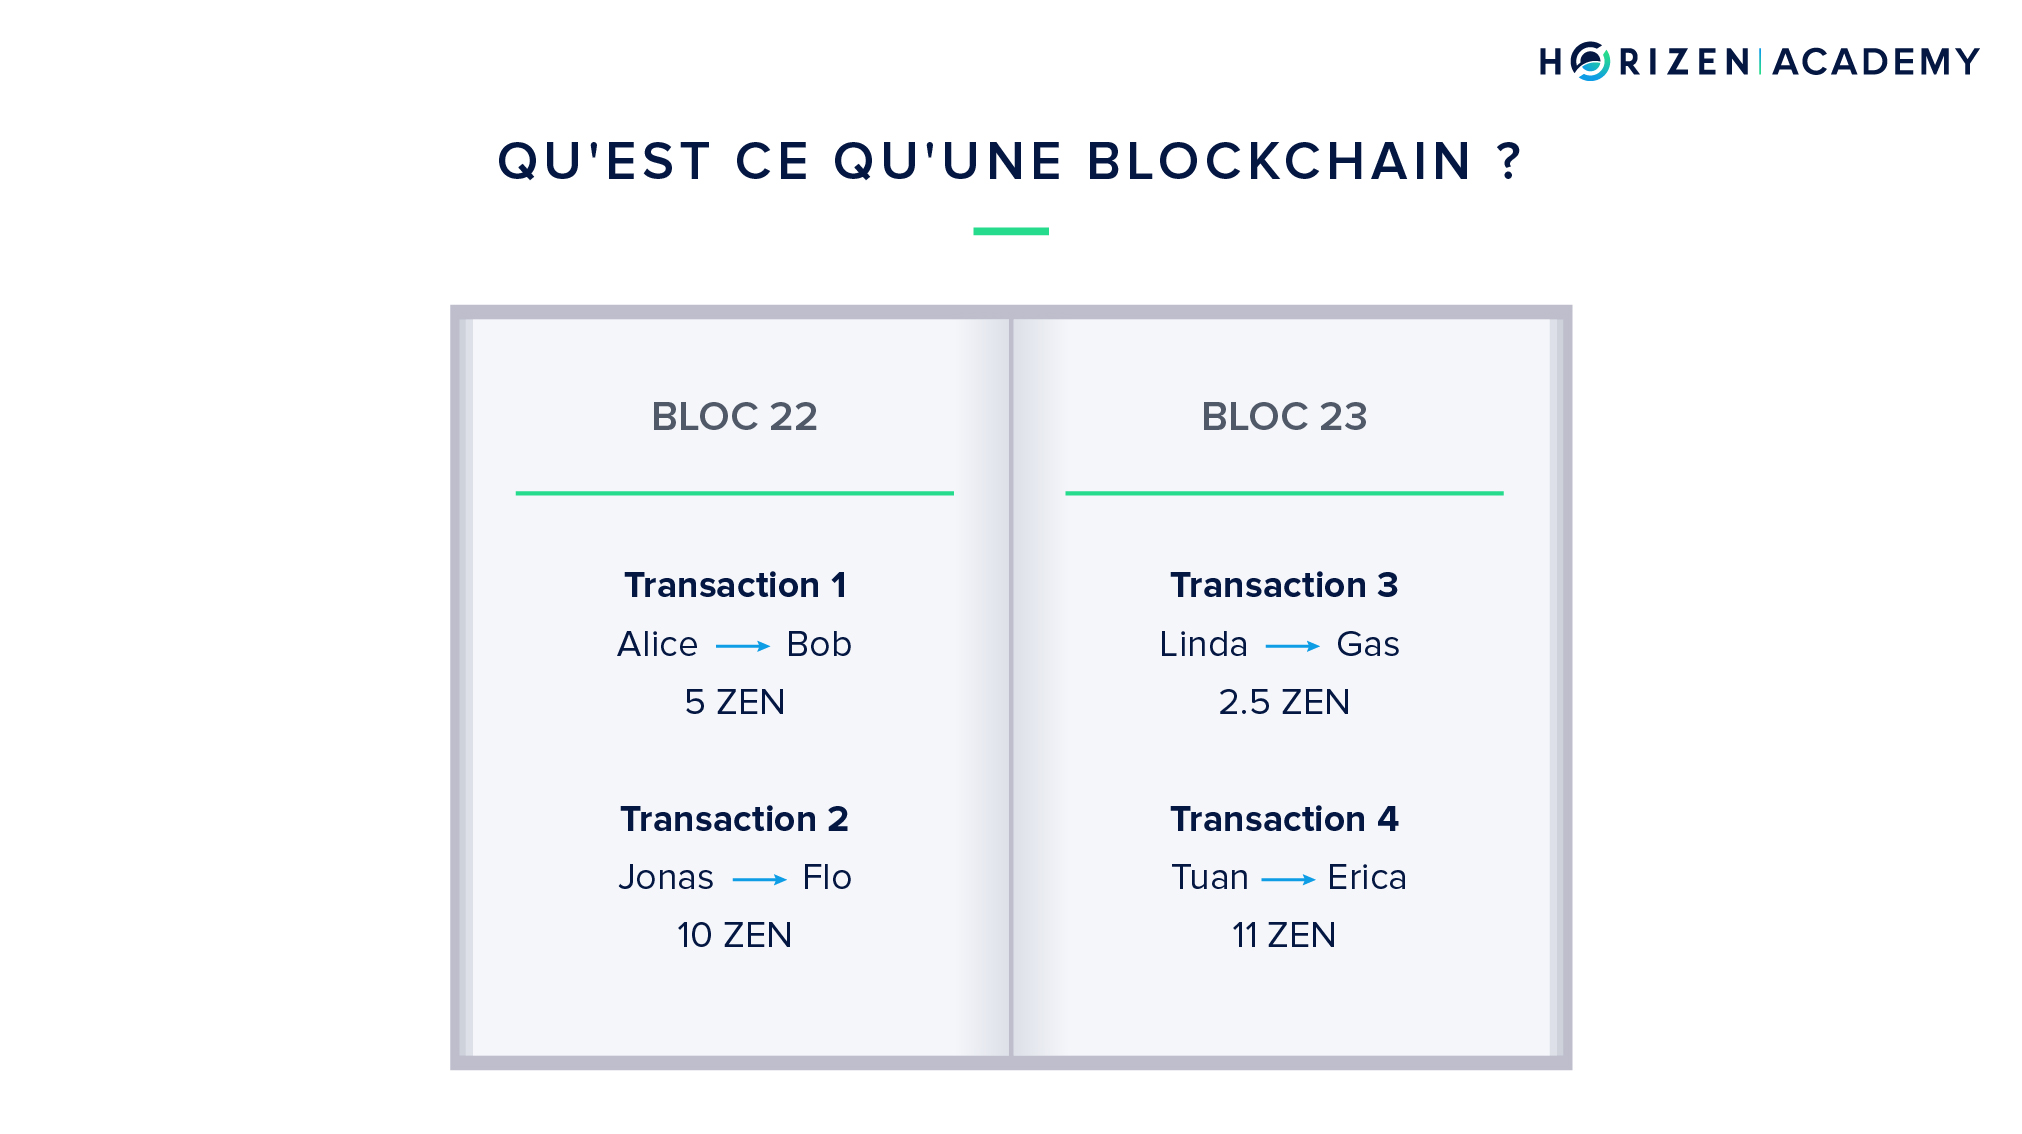 HORIZEN ACADEMY
QU'EST CE QU'UNE BLOCKCHAIN ?
BLOC 22
Transaction 1
Alice → Bob
5 ZEN
Transaction 2
Jonas → Flo
10 ZEN
BLOC 23
Transaction 3
Linda → Gas
2.5 ZEN
Transaction 4
Tuan → Erica
11 ZEN